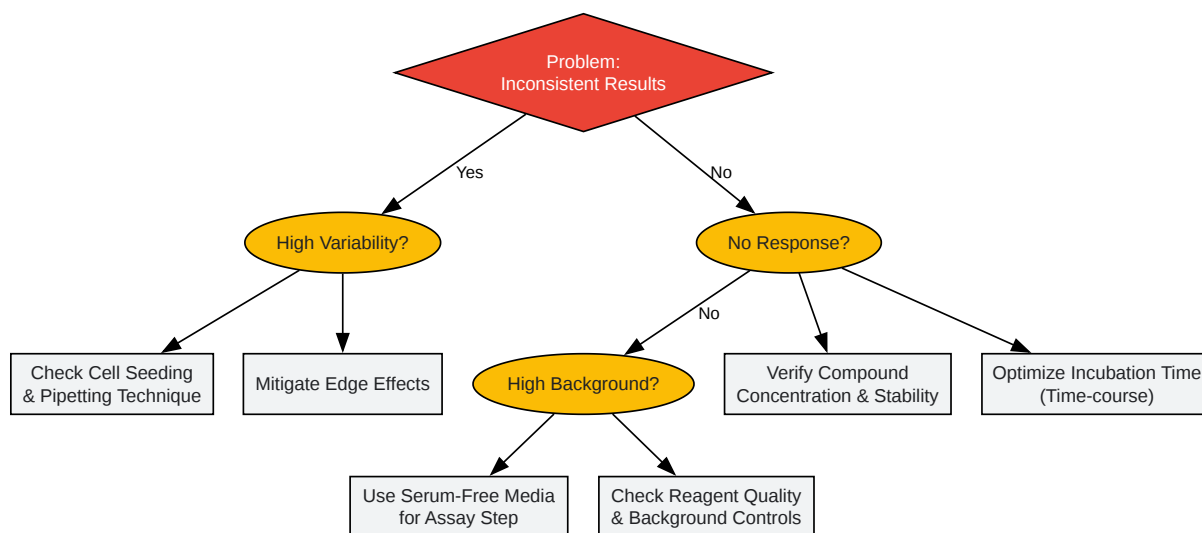 Problem:
Inconsistent Results
Yes
No
High Variability?
No Response?
No
Check Cell Seeding
& Pipetting Technique
Mitigate Edge Effects
High Background?
Verify Compound
Concentration & Stability
Optimize Incubation Time
(Time-course)
Use Serum-Free Media
for Assay Step
Check Reagent Quality
& Background Controls